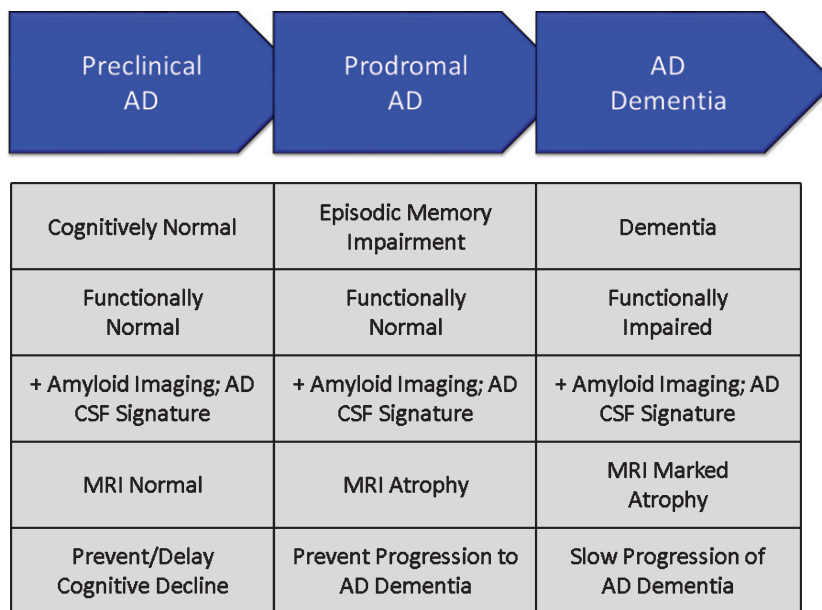 Preclinical
AD
Prodromal
AD
AD
Dementia
Cognitively Normal
Episodic Memory
Impairment
Dementia
Functionally
Normal
Functionally
Normal
Functionally
Impaired
+ Amyloid Imaging; AD
CSF Signature
+ Amyloid Imaging; AD
CSF Signature
+ Amyloid Imaging; AD
CSF Signature
MRI Normal
MRI Atrophy
MRI Marked
Atrophy
Prevent/Delay
Cognitive Decline
Prevent Progression to
AD Dementia
Slow Progression of
AD Dementia